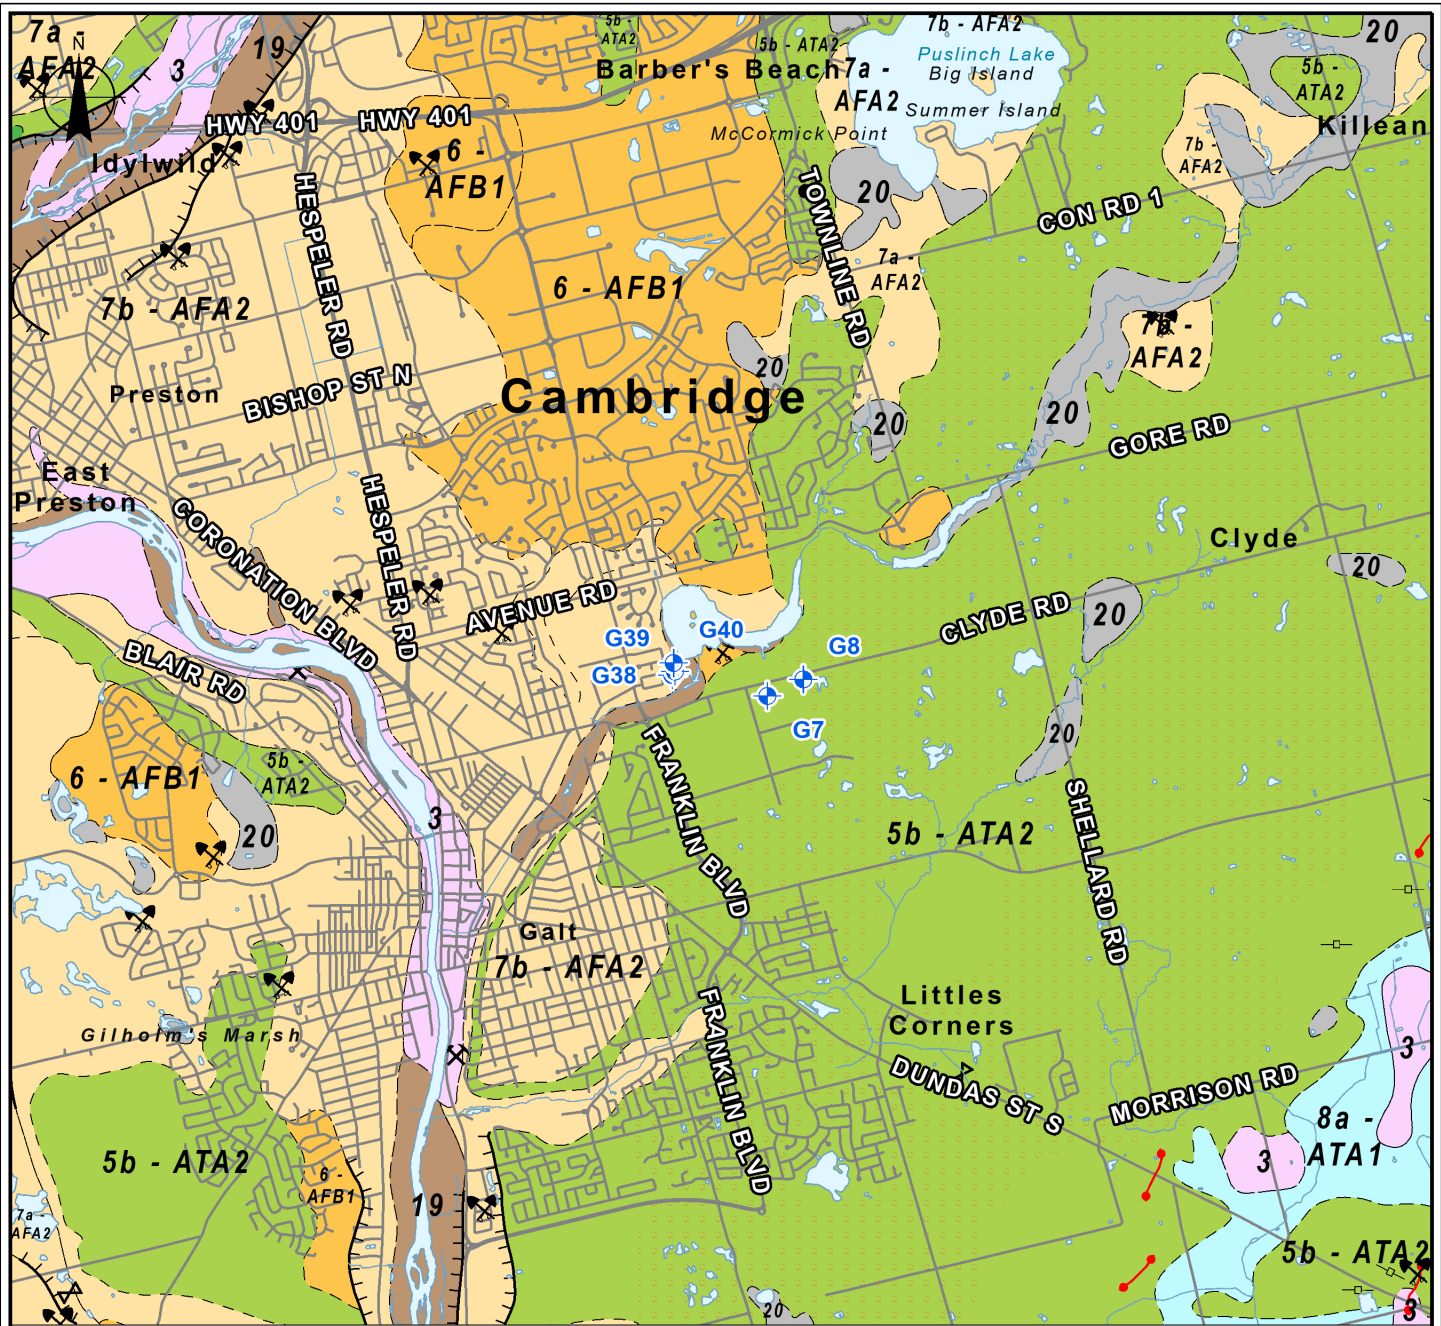 7a -
AFA2
N
3
19
5b -
ATA2
5b - ATA2
7b - AFA2
Puslinch Lake
Big Island
Summer Island
20
5b -
ATA2
Barber's Beach
7a -
AFA2
McCormick Point
Killean
HWY 401
HWY 401
Idylwild
6 -
AFB1
7b -
AFA2
HESPELER RD
TOWNLINE RD
20
CON RD 1
7a -
AFA2
7b - AFA2
6 - AFB1
7b -
AFA2
20
20
Preston
BISHOP ST N
Cambridge
20
GORE RD
East
Preston
CORONATION BLVD
HESPELER RD
Clyde
20
AVENUE RD
G39
G40
G38
G8
G7
CLYDE RD
20
BLAIR RD
20
6 - AFB1
5b -
ATA2
20
3
FRANKLIN BLVD
5b - ATA2
SHELLARD RD
Galt
7b - AFA2
Gilholm's Marsh
FRANKLIN BLVD
Littles
Corners
DUNDAS ST S
MORRISON RD
3
8a -
ATA1
3
5b - ATA2
6 -
AFB1
19
7a -
AFA2
5b - ATA2
20
3